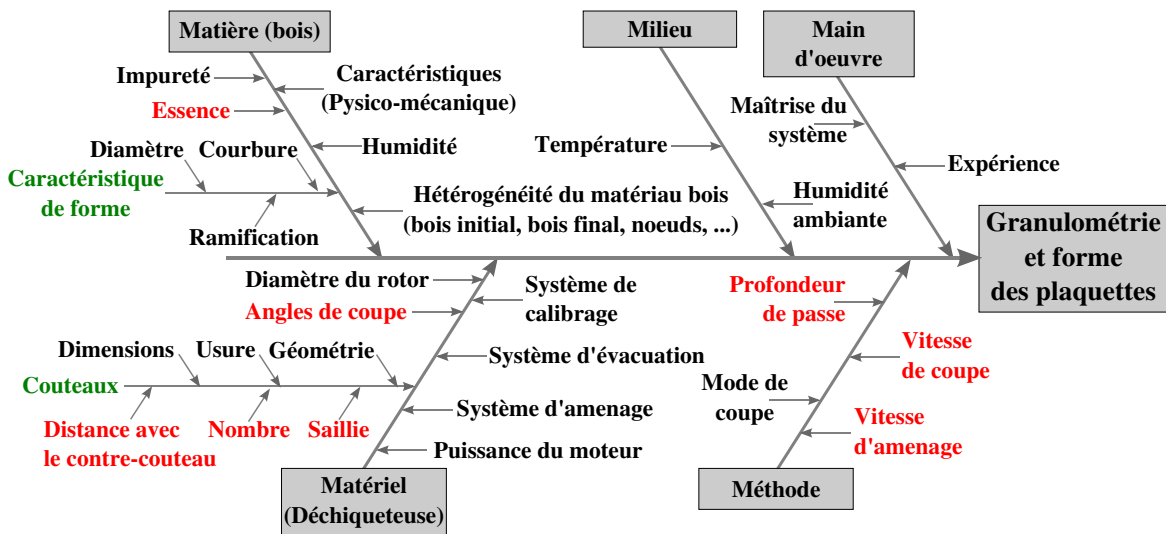 Matière (bois)
Impureté
Caractéristiques
(Pysico-mécanique)
Essence
Humidité
Diamètre
Courbure
Caractéristique
de forme
Ramification
Hétérogénéité du matériau bois
(bois initial, bois final, noeuds, ...)
Milieu
Température
Humidité
ambiante
Main
d'oeuvre
Maîtrise du
système
Expérience
Granulométrie
et forme
des plaquettes
Diamètre du rotor
Angles de coupe
Système de
calibrage
Système d'évacuation
Dimensions
Usure
Géométrie
Couteaux
Distance avec
le contre-couteau
Nombre
Saillie
Système d'amenage
Puissance du moteur
Matériel
(Déchiqueteuse)
Profondeur
de passe
Vitesse
de coupe
Mode de
coupe
Vitesse
d'amenage
Méthode